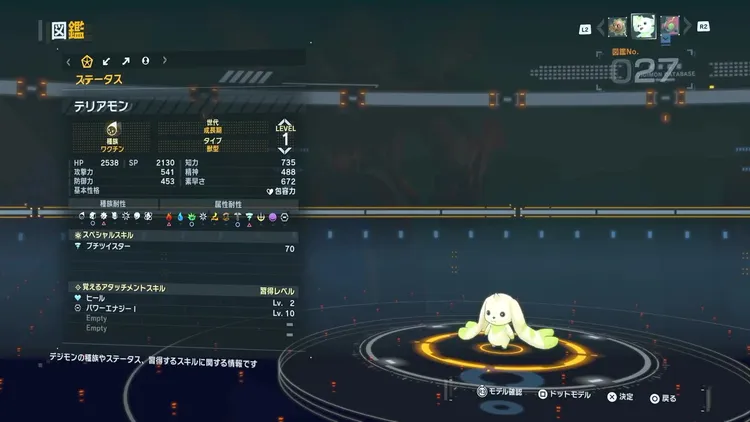 図鑑
L2
R2
図鑑No.
027
DIGIMON DATABASE
ステータス
テリアモン
種族
ワクチン
世代
成長期
タイプ
獣型
LEVEL
1
HP 2538 SP 2130 知力 735
攻撃力 541 精神 488
防御力 453 素早さ 672
基本性格 包容力
種族耐性 属性耐性
スペシャルスキル
プチツイスター 70
覚えるアタッチメントスキル 習得レベル
ヒール Lv. 2
パワーエナジーI Lv. 10
Empty
Empty
デジモンの種族やステータス、習得するスキルに関する情報です
R3 モデル確認 ドットモデル 決定 戻る